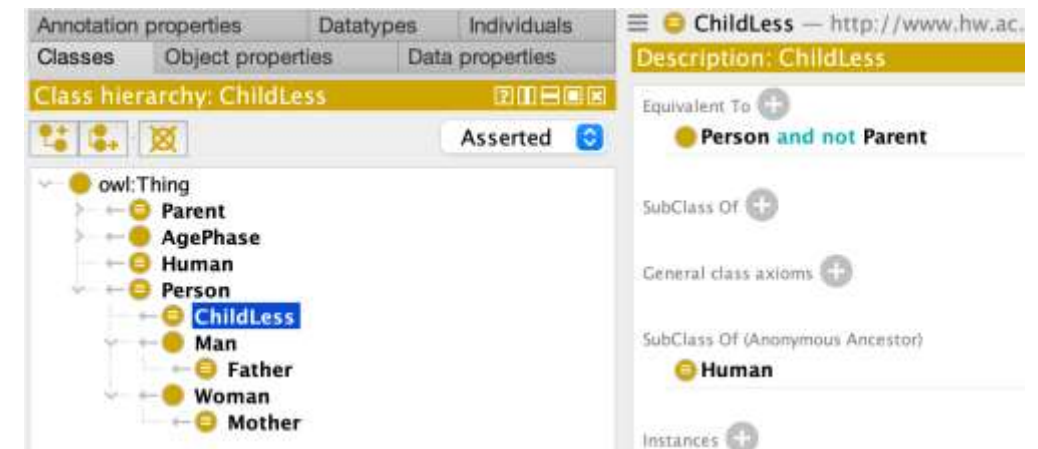 Annotation properties Datatypes Individuals
Classes Object properties Data properties
Class hierarchy: ChildLess
Asserted
owl:Thing
Parent
AgePhase
Human
Person
ChildLess
Man
Father
Woman
Mother
ChildLess — http://www.hw.ac.
Description: ChildLess
Equivalent To
Person and not Parent
SubClass Of
General class axioms
SubClass Of (Anonymous Ancestor)
Human
Instances